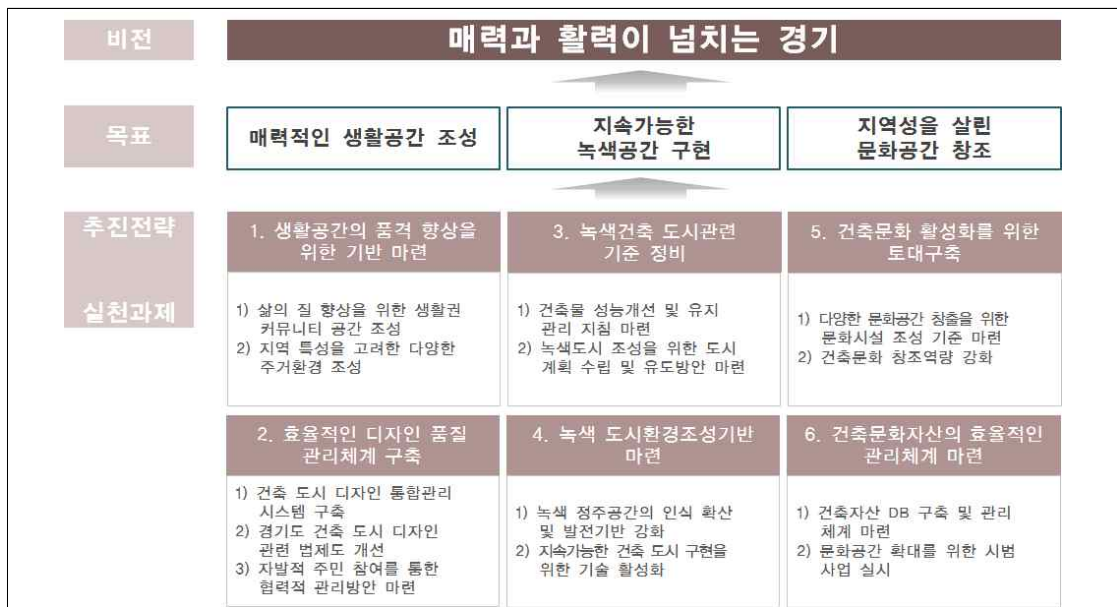 비전
매력과 활력이 넘치는 경기
목표
매력적인 생활공간 조성
지속가능한
녹색공간 구현
지역성을 살린
문화공간 창조
추진전략
실천과제
1. 생활공간의 품격 향상을
위한 기반 마련
1) 삶의 질 향상을 위한 생활권
커뮤니티 공간 조성
2) 지역 특성을 고려한 다양한
주거환경 조성
3. 녹색건축 도시관련
기준 정비
1) 건축물 성능개선 및 유지
관리 지침 마련
2) 녹색도시 조성을 위한 도시
계획 수립 및 유도방안 마련
5. 건축문화 활성화를 위한
토대구축
1) 다양한 문화공간 창출을 위한
문화시설 조성 기준 마련
2) 건축문화 창조역량 강화
2. 효율적인 디자인 품질
관리체계 구축
1) 건축 도시 디자인 통합관리
시스템 구축
2) 경기도 건축 도시 디자인
관련 법제도 개선
3) 자발적 주민 참여를 통한
협력적 관리방안 마련
4. 녹색 도시환경조성기반
마련
1) 녹색 정주공간의 인식 확산
및 발전기반 강화
2) 지속가능한 건축 도시 구현을
위한 기술 활성화
6. 건축문화자산의 효율적인
관리체계 마련
1) 건축자산 DB 구축 및 관리
체계 마련
2) 문화공간 확대를 위한 시범
사업 실시